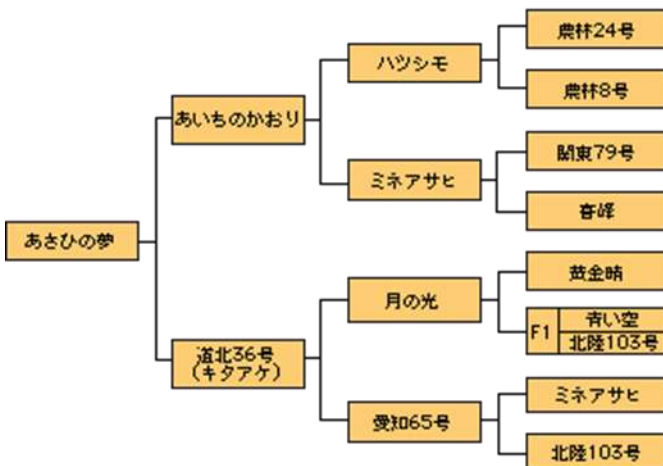 農林24号
ハツシモ
農林8号
あいちのかおり
関東79号
ミネアサヒ
喜峰
あさひの夢
黄金晴
月の光
F1
青い空
北陸103号
道北36号
(キタアケ)
ミネアサヒ
愛知65号
北陸103号